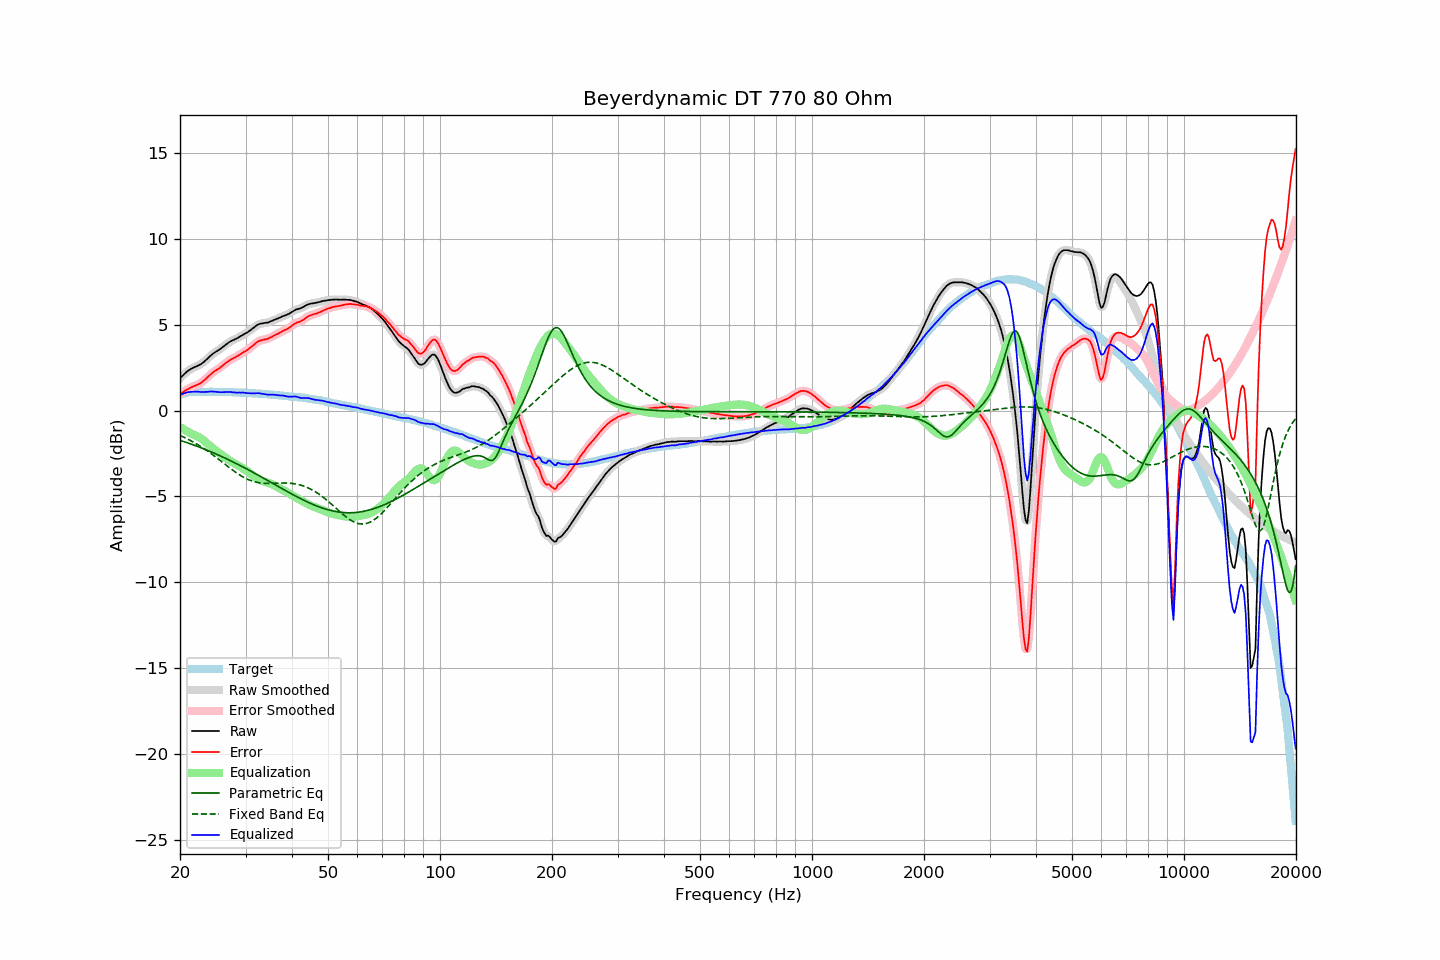 Beyerdynamic DT 770 80 Ohm
Amplitude (dBr)
15
10
5
0
−5
−10
−15
−20
−25
Target
Raw Smoothed
Error Smoothed
Raw
Error
Equalization
Parametric Eq
Fixed Band Eq
Equalized
20 50 100 200 500 1000 2000 5000 10000 20000
Frequency (Hz)